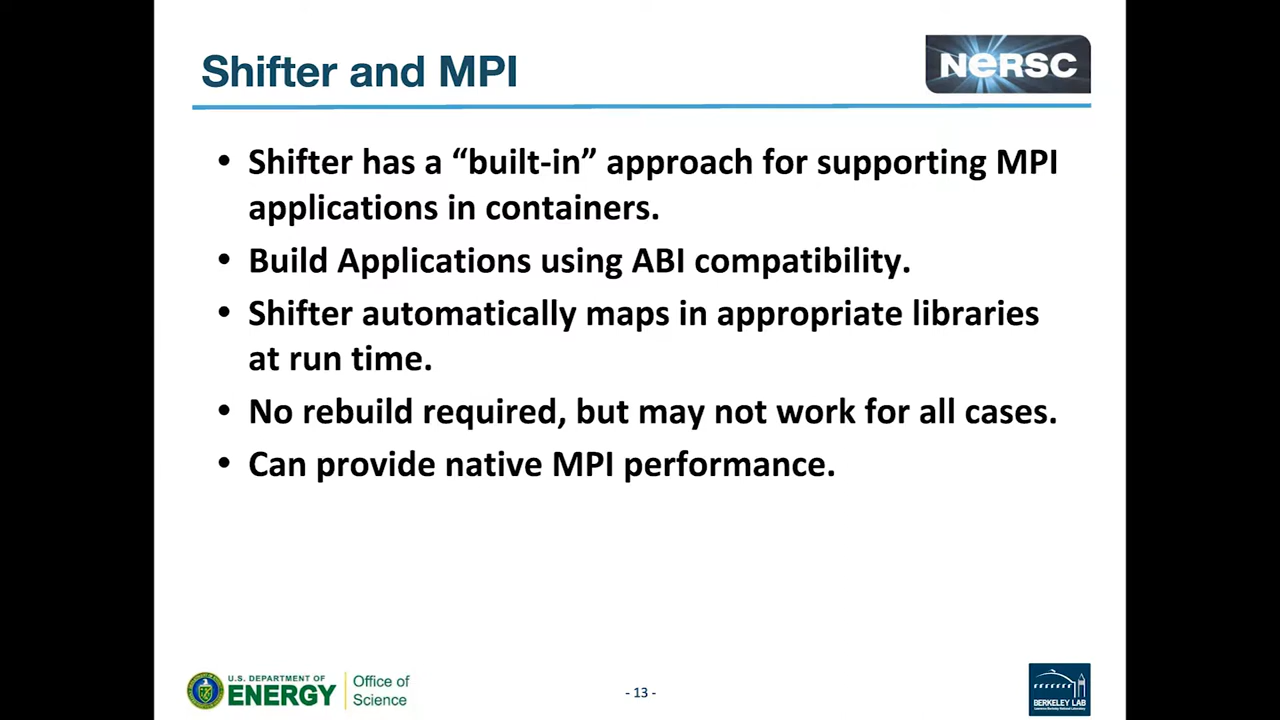 Shifter and MPI
NERSC
• Shifter has a “built-in” approach for supporting MPI
applications in containers.
• Build Applications using ABI compatibility.
• Shifter automatically maps in appropriate libraries
at run time.
• No rebuild required, but may not work for all cases.
• Can provide native MPI performance.
U.S. DEPARTMENT OF
ENERGY
Office of
Science
- 13 -
BERKELEY LAB